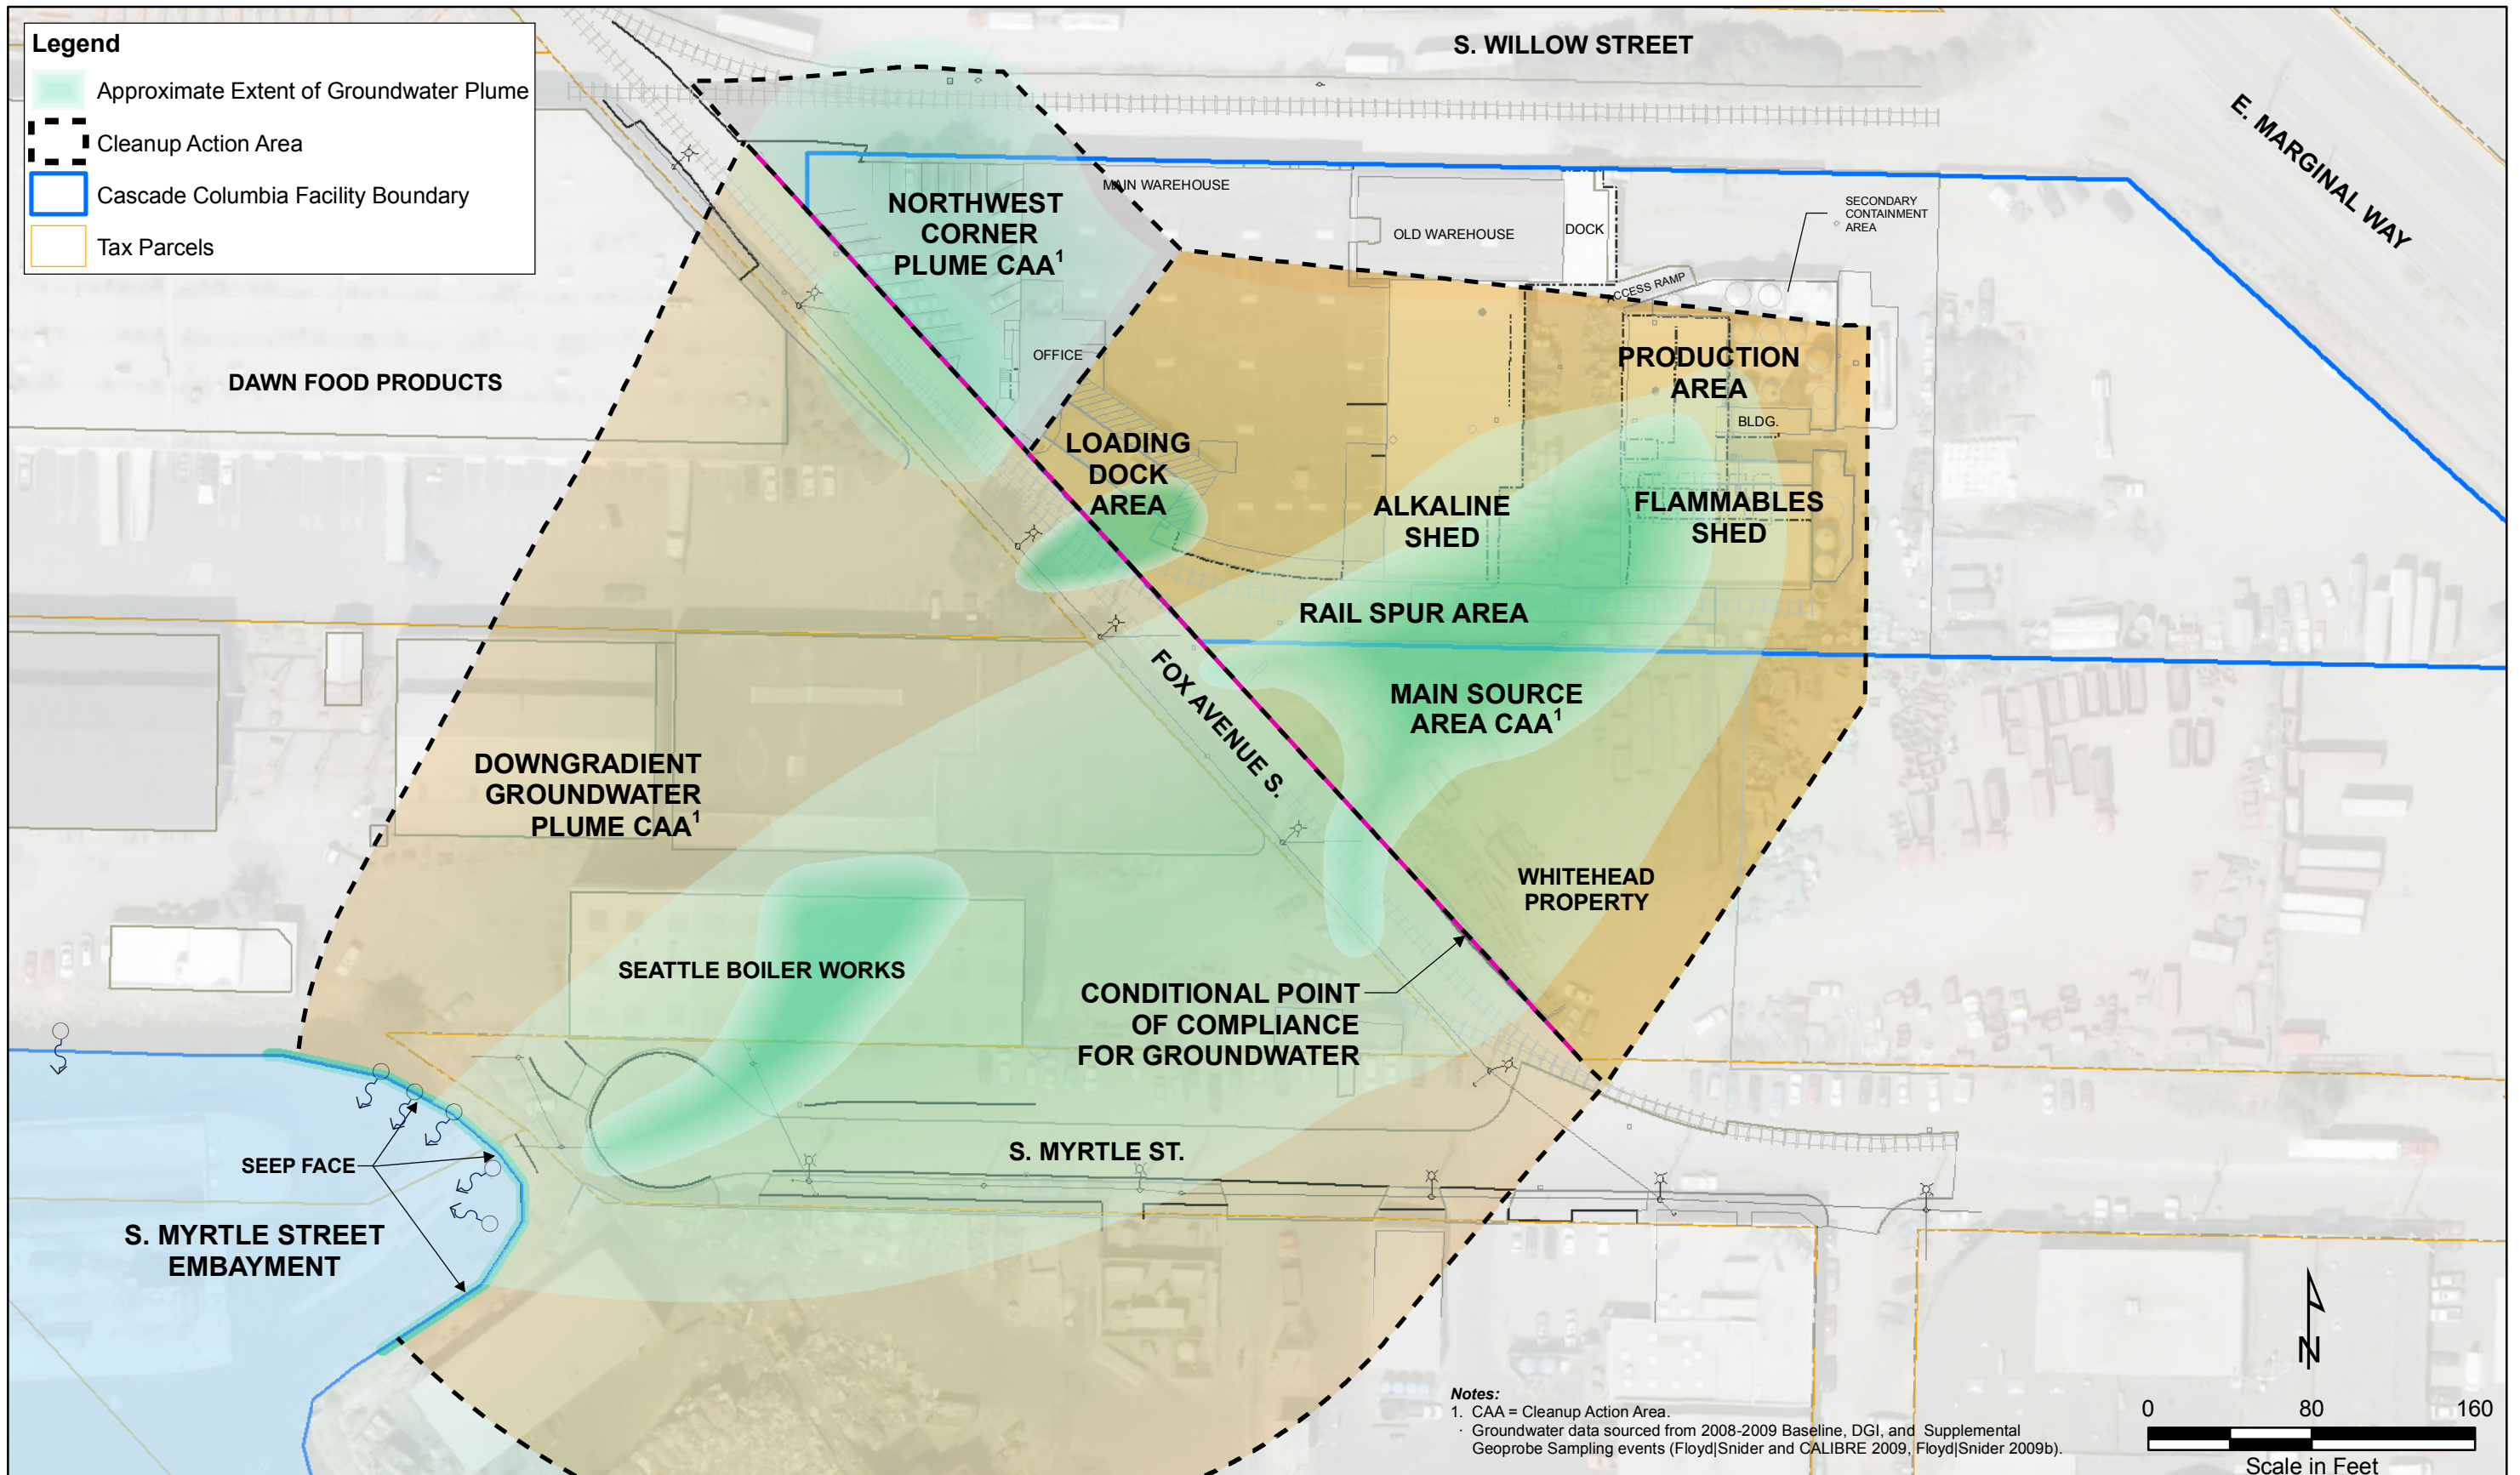 Legend
Approximate Extent of Groundwater Plume
Cleanup Action Area
Cascade Columbia Facility Boundary
Tax Parcels
S. WILLOW STREET
E. MARGINAL WAY
NORTHWEST
CORNER
PLUME CAA¹
MAIN WAREHOUSE
OLD WAREHOUSE
DOCK
SECONDARY
CONTAINMENT
AREA
ACCESS RAMP
OFFICE
DAWN FOOD PRODUCTS
PRODUCTION
AREA
BLDG.
LOADING
DOCK
AREA
ALKALINE
SHED
FLAMMABLES
SHED
RAIL SPUR AREA
FOX AVENUE S.
MAIN SOURCE
AREA CAA¹
DOWNGRADIENT
GROUNDWATER
PLUME CAA¹
WHITEHEAD
PROPERTY
SEATTLE BOILER WORKS
CONDITIONAL POINT
OF COMPLIANCE
FOR GROUNDWATER
S. MYRTLE ST.
SEEP FACE
S. MYRTLE STREET
EMBAYMENT
Notes:
1. CAA = Cleanup Action Area.
· Groundwater data sourced from 2008-2009 Baseline, DGI, and Supplemental
Geoprobe Sampling events (Floyd|Snider and CALIBRE 2009, Floyd|Snider 2009b).
N
0 80 160
Scale in Feet